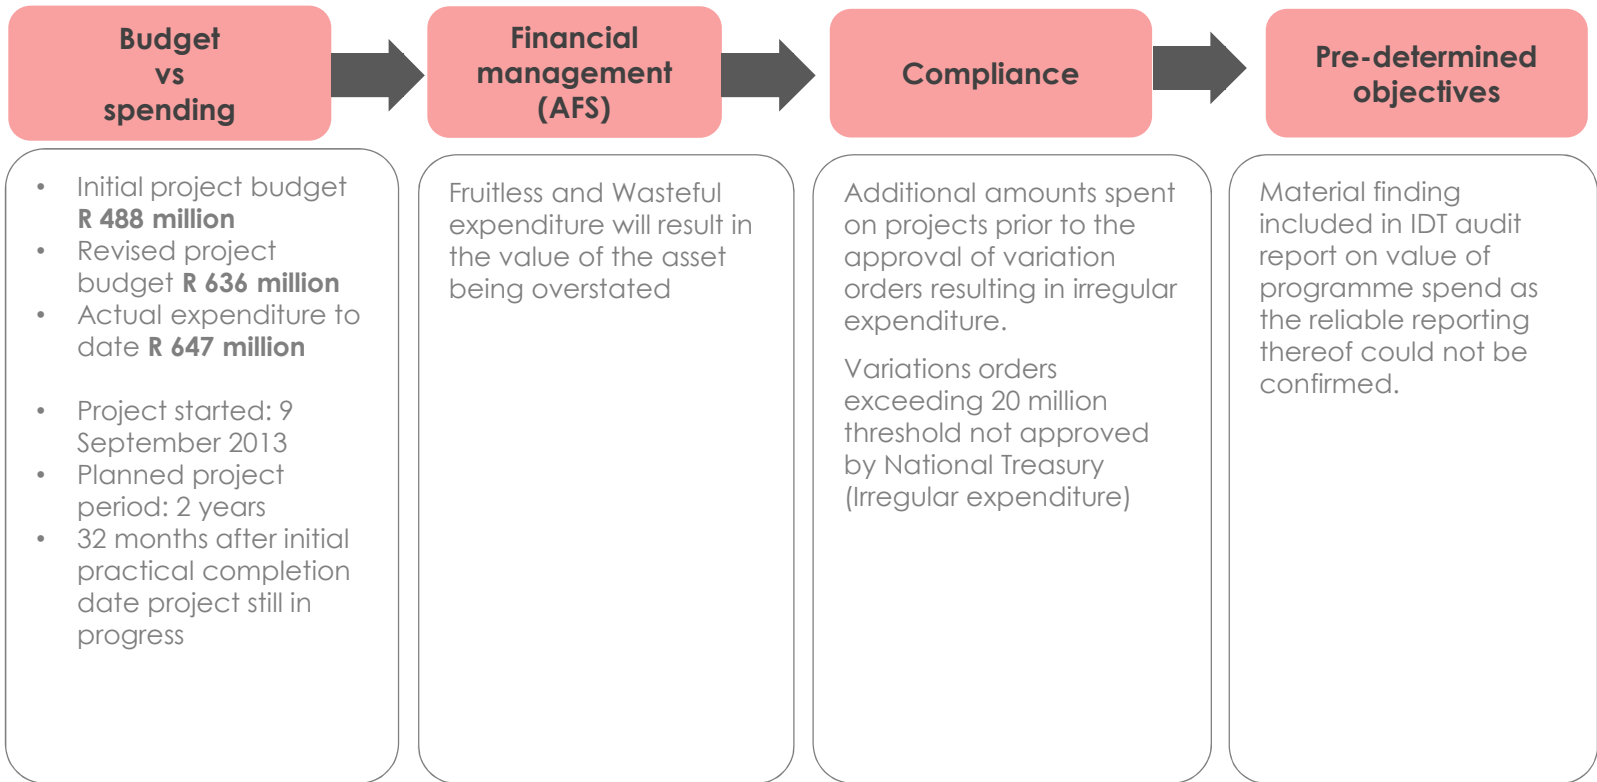 Budget
vs
spending
Financial
management
(AFS)
Compliance
Pre-determined
objectives
• Initial project budget
R 488 million
• Revised project
budget R 636 million
• Actual expenditure to
date R 647 million
• Project started: 9
September 2013
• Planned project
period: 2 years
• 32 months after initial
practical completion
date project still in
progress
Fruitless and Wasteful
expenditure will result in
the value of the asset
being overstated
Additional amounts spent
on projects prior to the
approval of variation
orders resulting in irregular
expenditure.
Variations orders
exceeding 20 million
threshold not approved
by National Treasury
(Irregular expenditure)
Material finding
included in IDT audit
report on value of
programme spend as
the reliable reporting
thereof could not be
confirmed.